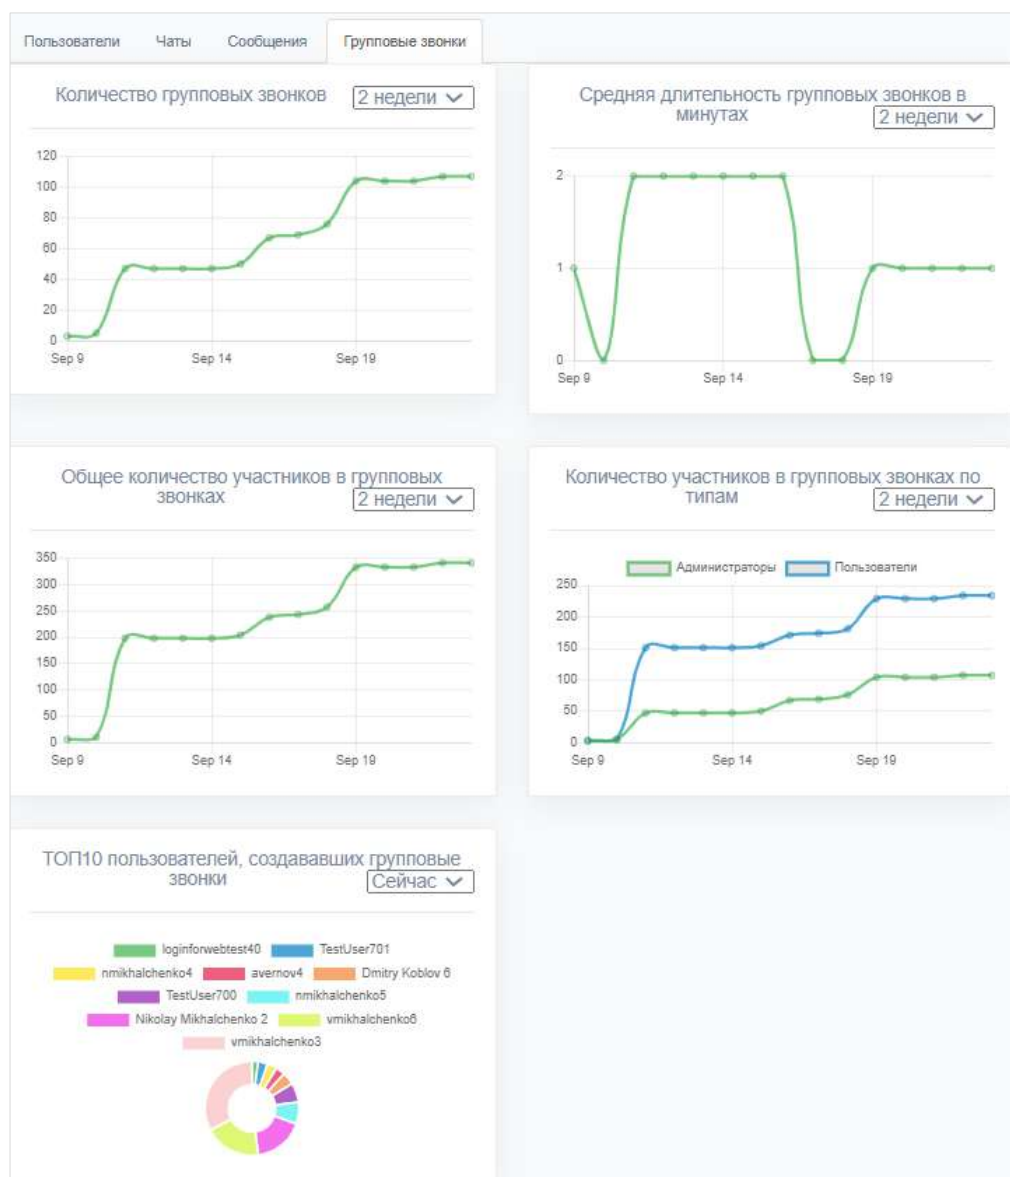 Пользователи Чаты Сообщения Групповые звонки
Количество групповых звонков 2 недели
120
100
80
60
40
20
0
Sep 9 Sep 14 Sep 19
Средняя длительность групповых звонков в
минутах 2 недели
2
1
0
Sep 9 Sep 14 Sep 19
Общее количество участников в групповых
звонках 2 недели
350
300
250
200
150
100
50
0
Sep 9 Sep 14 Sep 19
Количество участников в групповых звонках по
типам 2 недели
Администраторы Пользователи
250
200
150
100
50
0
Sep 9 Sep 14 Sep 19
ТОП10 пользователей, создававших групповые
звонки Сейчас
loginforwebtest40 TestUser701
nmikhalchenko4 avernov4 Dmitry Koblov 6
TestUser700 nmikhalchenko5
Nikolay Mikhalchenko 2 vmikhalchenko6
vmikhalchenko3